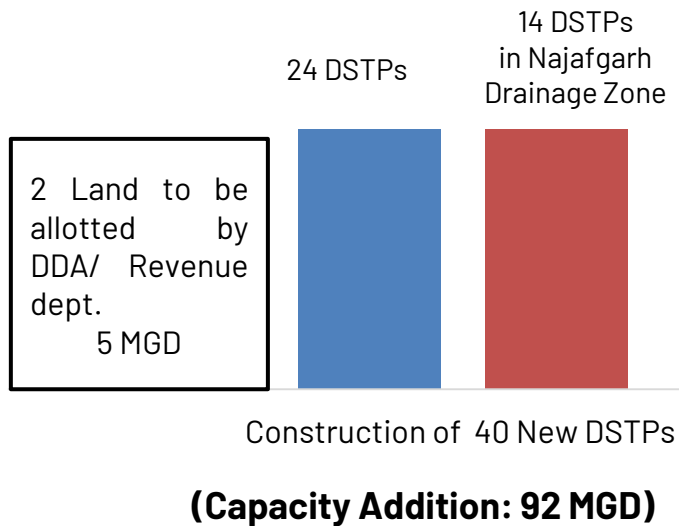 14 DSTPs
in Najafgarh
Drainage Zone
24 DSTPs
2 Land to be
allotted by
DDA/ Revenue
dept.
5 MGD
Construction of 40 New DSTPs
(Capacity Addition: 92 MGD)